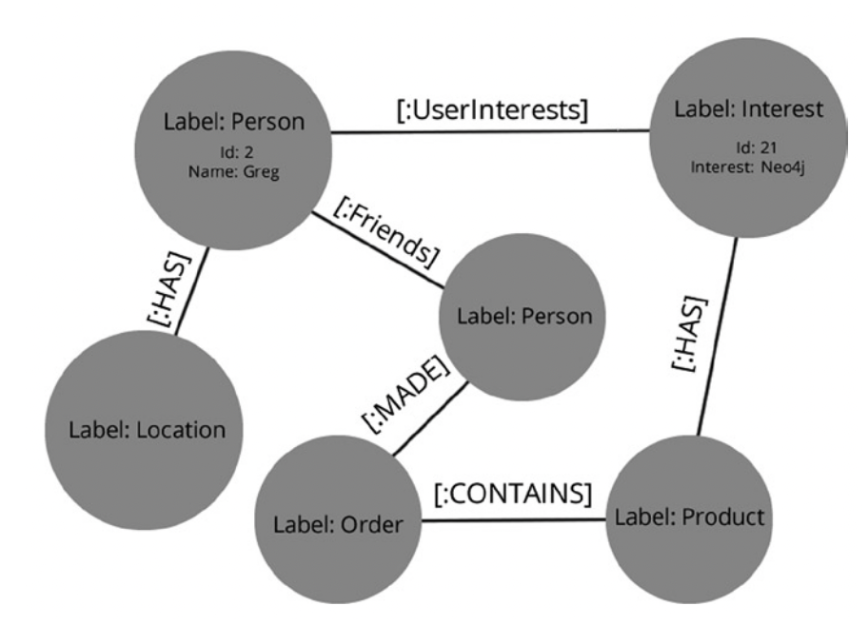 [:UserInterests]
Label: Person
Id: 2
Name: Greg
Label: Interest
Id: 21
Interest: Neo4j
[:Friends]
[:HAS]
Label: Person
[:HAS]
[:MADE]
Label: Location
[:CONTAINS]
Label: Order
Label: Product